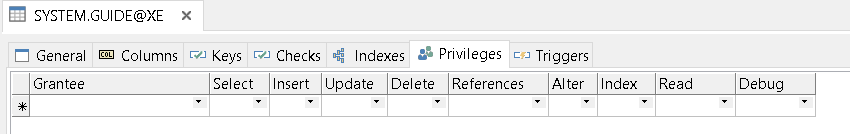 SYSTEM.GUIDE@XE
General Columns Keys Checks Indexes Privileges Triggers
Grantee Select Insert Update Delete References Alter Index Read Debug